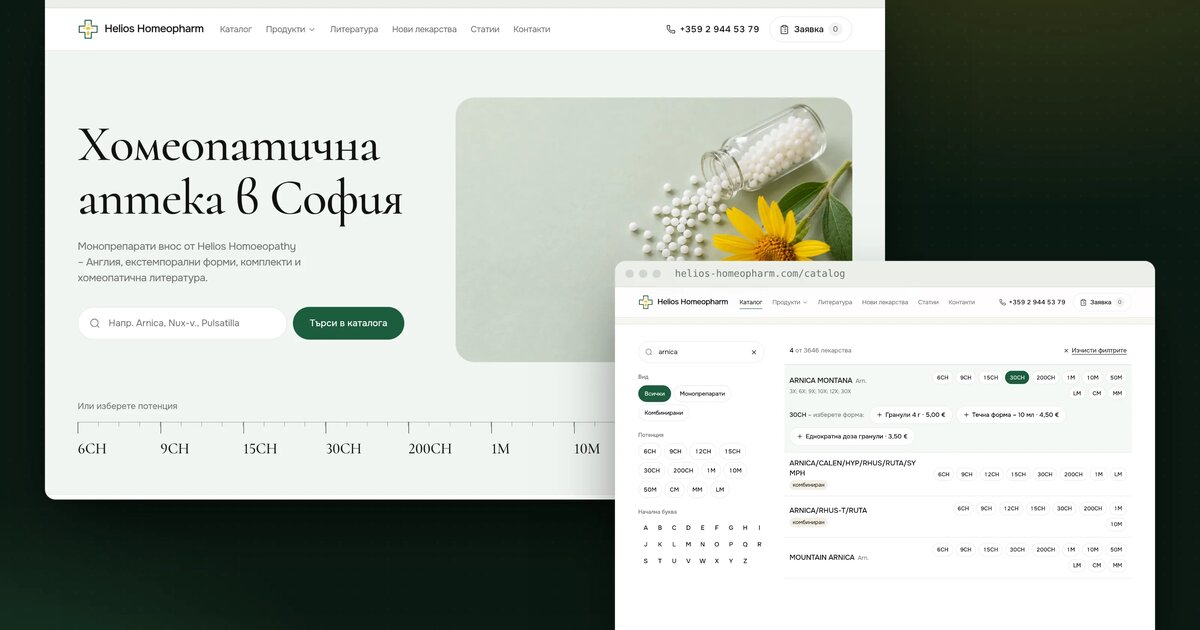 Helios Homeopharm
Каталог
Продукти
Литература
Нови лекарства
Статии
Контакти
+359 2 944 53 79
Заявка 0
Хомеопатична
аптека в София
Монопрепарати внос от Helios Homoeopathy
– Англия, екстемпорални форми, комплекти и
хомеопатична литература.
Напр. Arnica, Nux-v., Pulsatilla
Търси в каталога
Или изберете потенция
6CH 9CH 15CH 30CH 200CH 1M 10M
helios-homeopharm.com/catalog
Helios Homeopharm
Каталог
Продукти
Литература
Нови лекарства
Статии
Контакти
+359 2 944 53 79
Заявка 0
arnica
Вид
Всички
Монопрепарати
Комбинирани
Потенция
6CH 9CH 12CH 15CH
30CH 200CH 1M 10M
50M CM MM LM
Начална буква
A B C D E F G H I
J K L M N O P Q R
S T U V W X Y Z
4 от 3646 лекарства
× Изчисти филтрите
ARNICA MONTANA Arn.
3X; 6X; 9X; 10X; 12X; 30X
6CH 9CH 15CH 30CH 200CH 1M 10M 50M
LM CM MM
30CH – изберете форма:
+ Гранули 4 г · 5,00 €
+ Течна форма – 10 мл · 4,50 €
+ Еднократна доза гранули · 3,50 €
ARNICA/CALEN/HYP/RHUS/RUTA/SY
MPH
комбиниран
6CH 9CH 12CH 15CH 30CH 200CH 1M LM
ARNICA/RHUS-T/RUTA
комбиниран
6CH 9CH 12CH 15CH 30CH 200CH 1M
10M
MOUNTAIN ARNICA Arn.
6CH 9CH 15CH 30CH 200CH 1M 10M 50M
LM CM MM